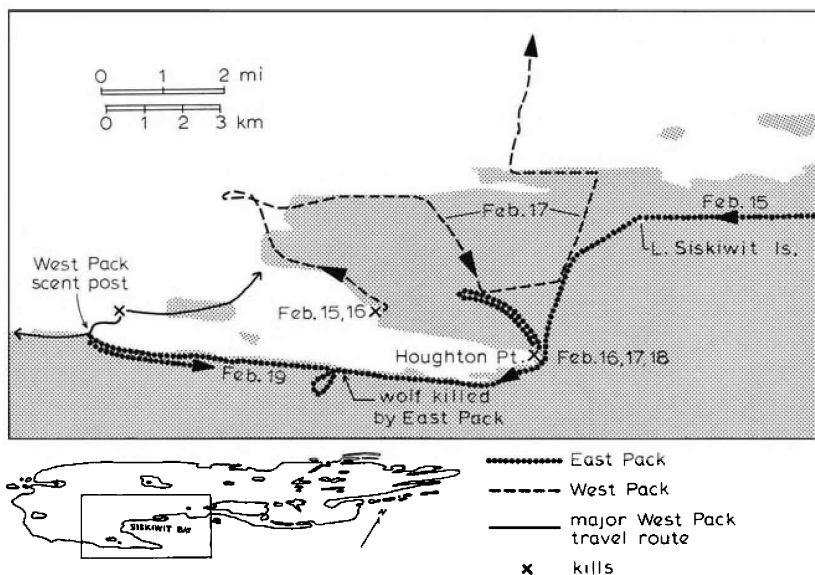 0 1 2 mi
0 1 2 3 km
Feb. 15
Feb. 17
L. Siskiwit Is.
West Pack
scent post
Feb. 15, 16
Houghton Pt.
Feb. 16, 17, 18
Feb. 19
wolf killed
by East Pack
SISKIWIT BAY
N
East Pack
West Pack
major West Pack
travel route
x kills